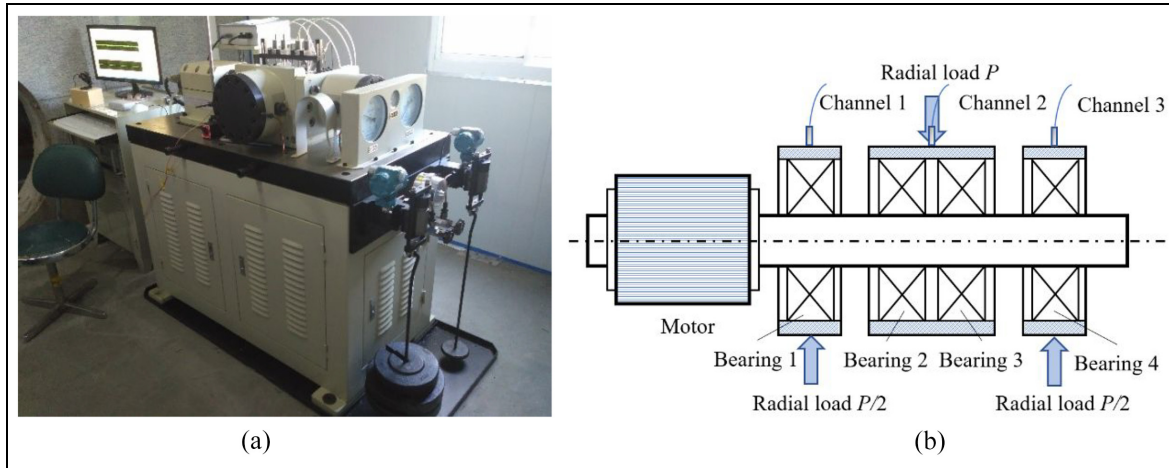 Radial load P
Channel 1
Channel 2
Channel 3
Motor
Bearing 1
Bearing 2
Bearing 3
Bearing 4
Radial load P/2
Radial load P/2
(a)
(b)